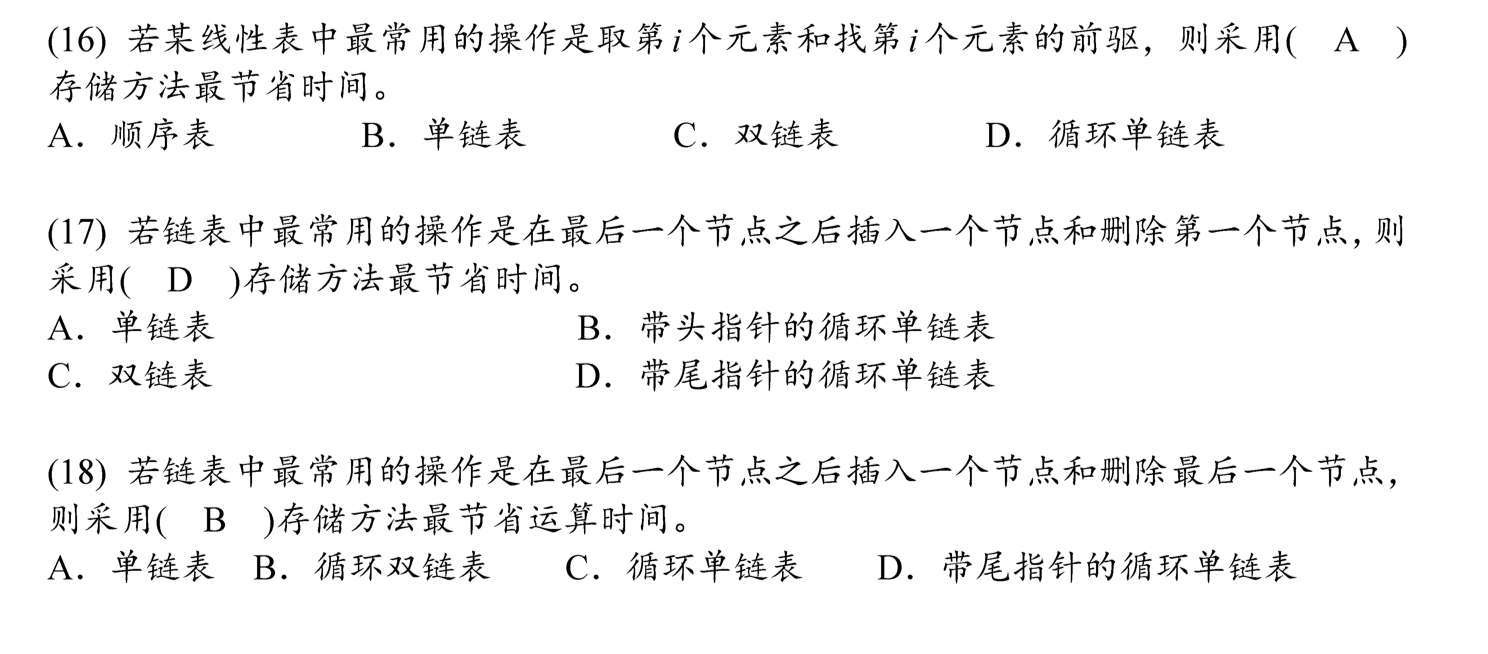 (16) 若某线性表中最常用的操作是取第i个元素和找第i个元素的前驱，则采用( A )
存储方法最节省时间。
A．顺序表 B．单链表 C．双链表 D．循环单链表
(17) 若链表中最常用的操作是在最后一个节点之后插入一个节点和删除第一个节点，则
采用( D )存储方法最节省时间。
A．单链表 B．带头指针的循环单链表
C．双链表 D．带尾指针的循环单链表
(18) 若链表中最常用的操作是在最后一个节点之后插入一个节点和删除最后一个节点，
则采用( B )存储方法最节省运算时间。
A．单链表 B．循环双链表 C．循环单链表 D．带尾指针的循环单链表